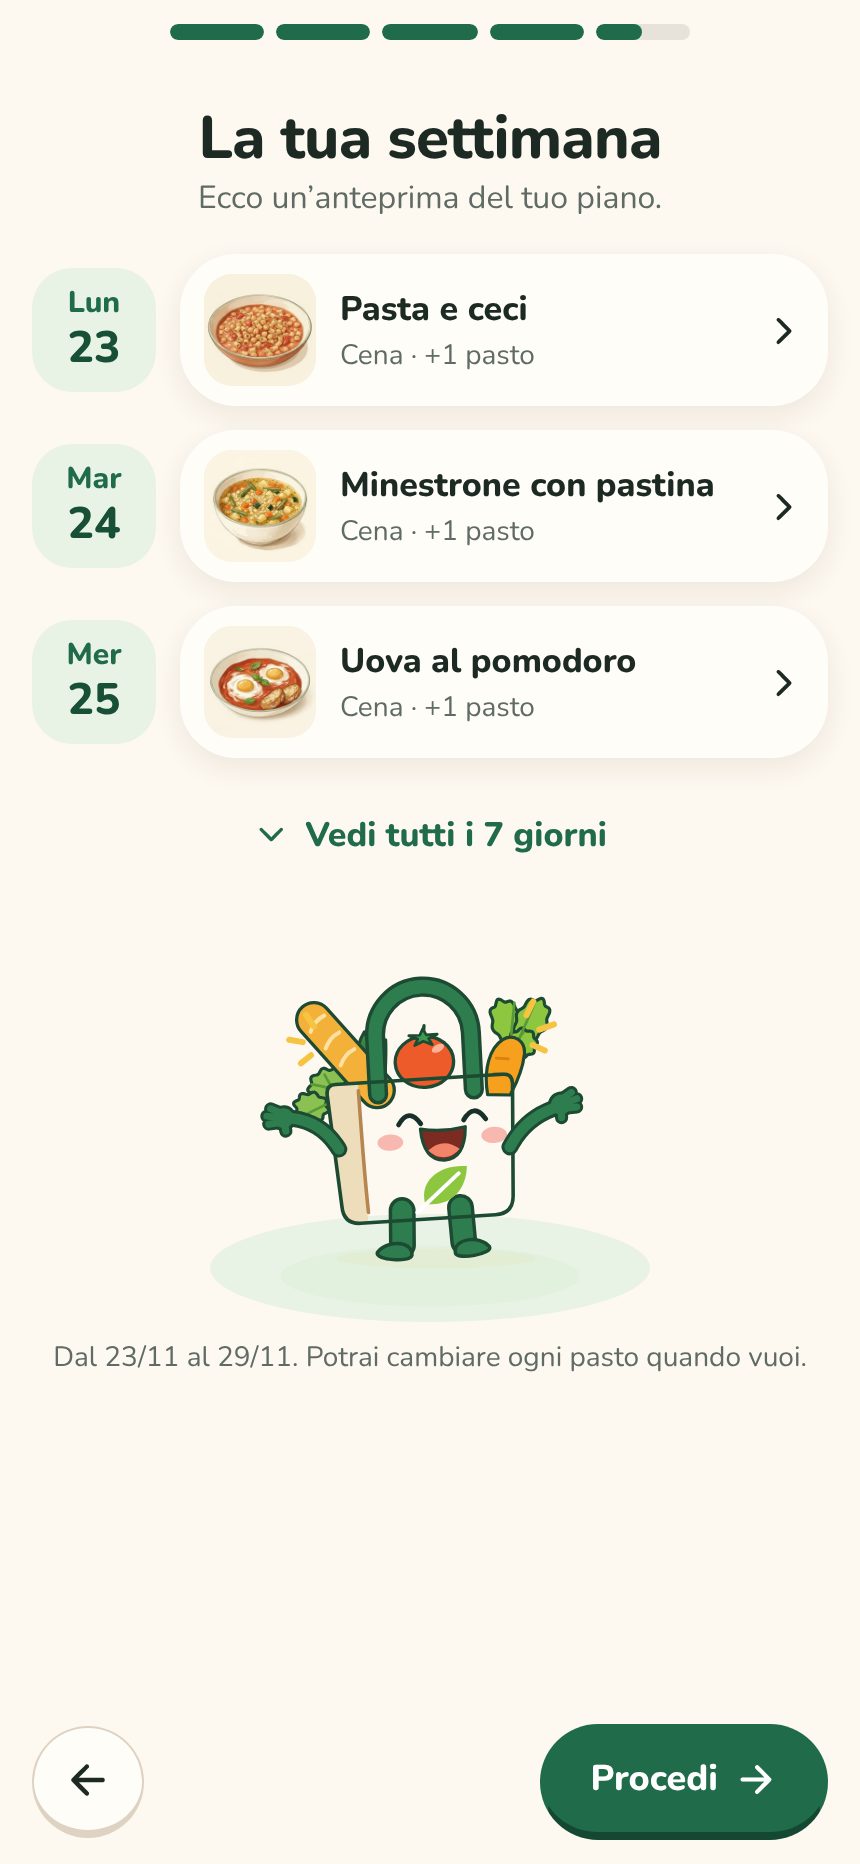 La tua settimana
Ecco un’anteprima del tuo piano.
Lun
23
Pasta e ceci
Cena · +1 pasto
Mar
24
Minestrone con pastina
Cena · +1 pasto
Mer
25
Uova al pomodoro
Cena · +1 pasto
Vedi tutti i 7 giorni
Dal 23/11 al 29/11. Potrai cambiare ogni pasto quando vuoi.
Procedi